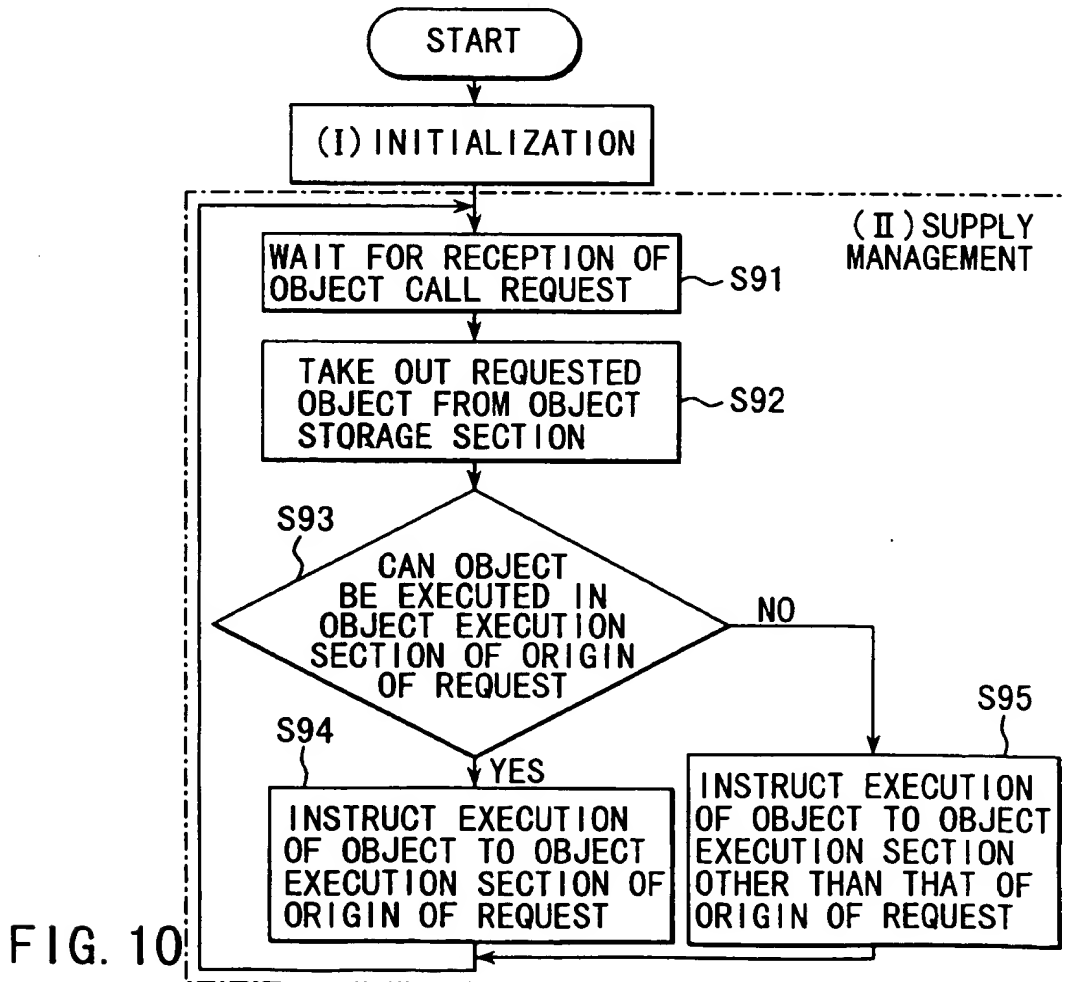 START
(I) INITIALIZATION
(II) SUPPLY
MANAGEMENT
WAIT FOR RECEPTION OF
OBJECT CALL REQUEST
S91
TAKE OUT REQUESTED
OBJECT FROM OBJECT
STORAGE SECTION
S92
S93
CAN OBJECT
BE EXECUTED IN
OBJECT EXECUTION
SECTION OF ORIGIN
OF REQUEST
NO
S94
YES
S95
INSTRUCT EXECUTION
OF OBJECT TO OBJECT
EXECUTION SECTION OF
ORIGIN OF REQUEST
INSTRUCT EXECUTION
OF OBJECT TO OBJECT
EXECUTION SECTION
OTHER THAN THAT OF
ORIGIN OF REQUEST
FIG. 10